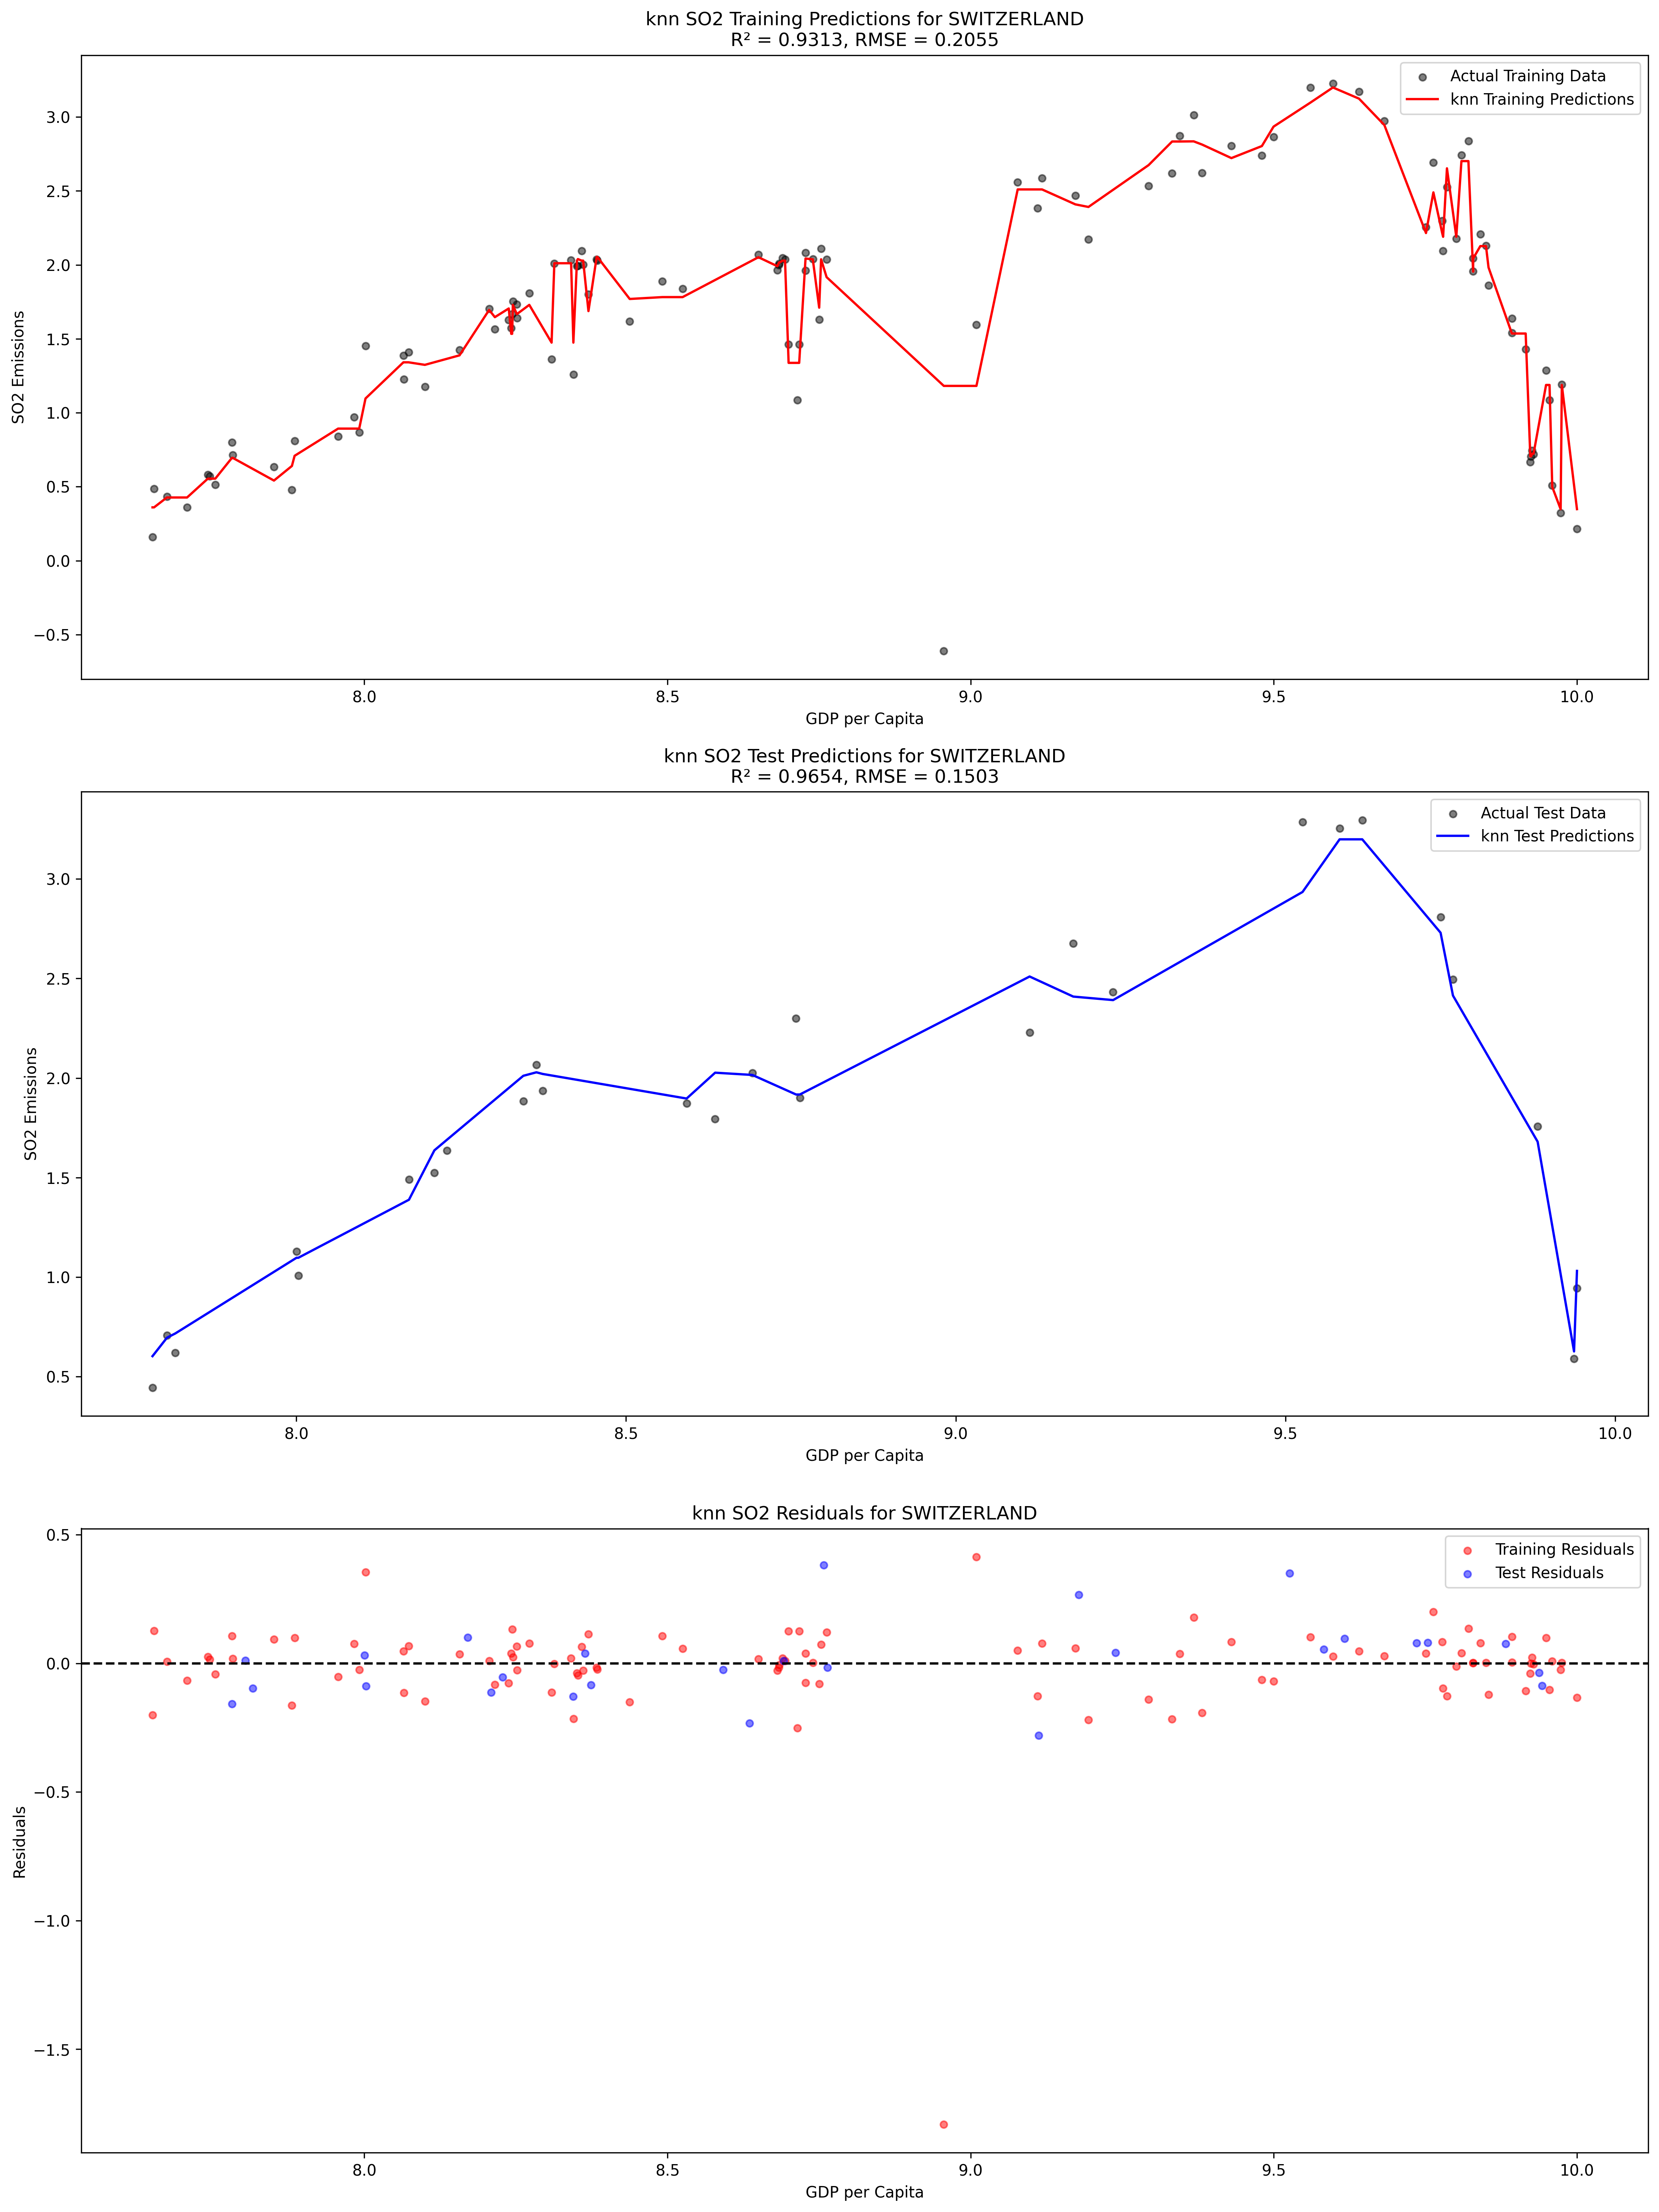 knn SO2 Training Predictions for SWITZERLAND
R² = 0.9313, RMSE = 0.2055
Actual Training Data
knn Training Predictions
SO2 Emissions
3.0
2.5
2.0
1.5
1.0
0.5
0.0
−0.5
8.0 8.5 9.0 9.5 10.0
GDP per Capita
knn SO2 Test Predictions for SWITZERLAND
R² = 0.9654, RMSE = 0.1503
Actual Test Data
knn Test Predictions
SO2 Emissions
3.0
2.5
2.0
1.5
1.0
0.5
8.0 8.5 9.0 9.5 10.0
GDP per Capita
knn SO2 Residuals for SWITZERLAND
Training Residuals
Test Residuals
Residuals
0.5
0.0
−0.5
−1.0
−1.5
8.0 8.5 9.0 9.5 10.0
GDP per Capita